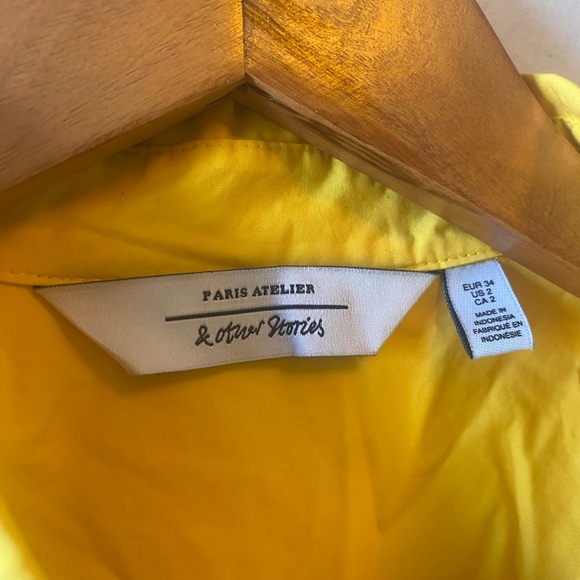 PARIS ATELIER
& other Stories
EUR 34
US 2
CA 2
MADE IN
INDONESIA
FABRIQUÉ EN
INDONÉSIE